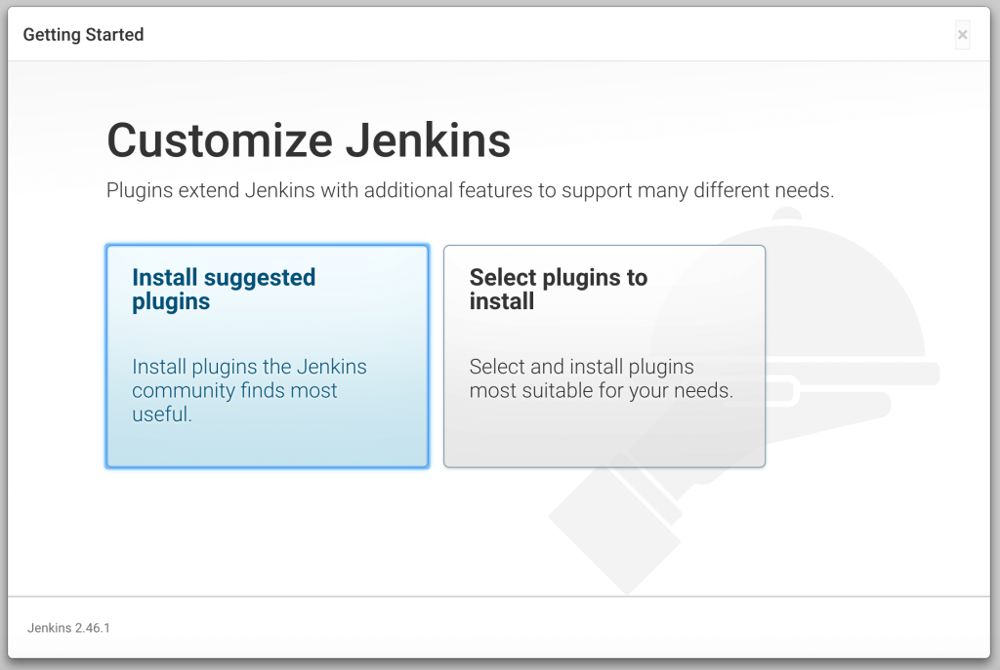 Getting Started
×
Customize Jenkins
Plugins extend Jenkins with additional features to support many different needs.
Install suggested
plugins
Install plugins the Jenkins
community finds most
useful.
Select plugins to
install
Select and install plugins
most suitable for your needs.
Jenkins 2.46.1